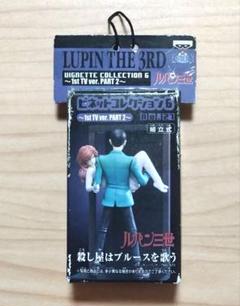 LUPIN THE 3RD
VIGNETTE COLLECTION 6
~1st TV ver. PART 2~
ルパン三世
ビネットコレクション6
~1st TV ver. PART 2~
組立式
ルパン三世
殺し屋はブルースを歌う